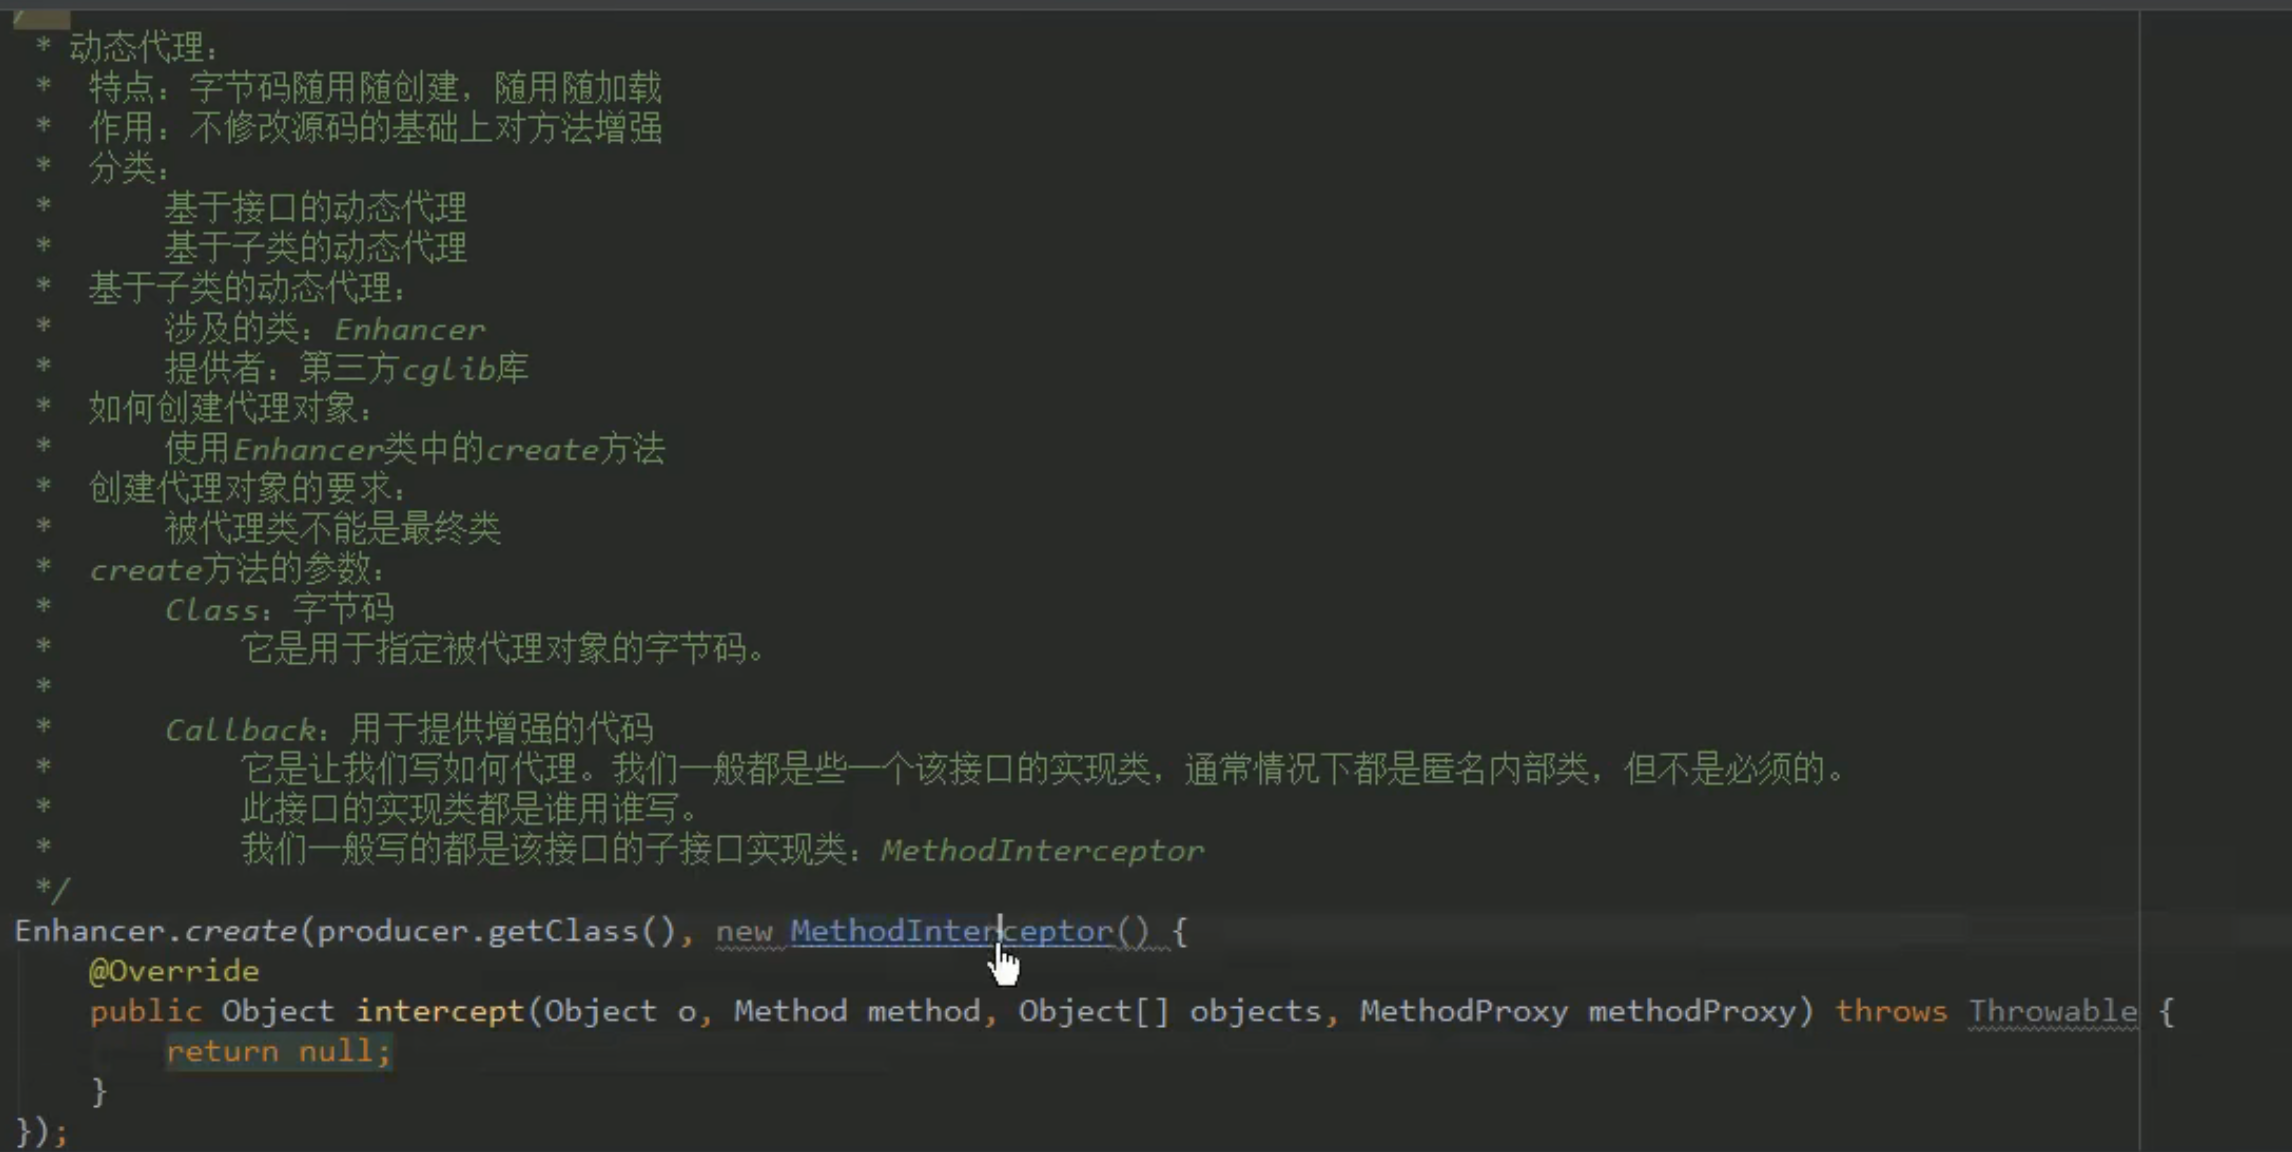 /**
* 动态代理:
* 特点：字节码随用随创建，随用随加载
* 作用：不修改源码的基础上对方法增强
* 分类：
* 基于接口的动态代理
* 基于子类的动态代理
* 基于子类的动态代理：
* 涉及的类：Enhancer
* 提供者：第三方cglib库
* 如何创建代理对象：
* 使用Enhancer类中的create方法
* 创建代理对象的要求：
* 被代理类不能是最终类
* create方法的参数：
* Class：字节码
* 它是用于指定被代理对象的字节码。
*
* Callback：用于提供增强的代码
* 它是让我们写如何代理。我们一般都是些一个该接口的实现类，通常情况下都是匿名内部类，但不是必须的。
* 此接口的实现类都是谁用谁写。
* 我们一般写的都是该接口的子接口实现类：MethodInterceptor
*/
Enhancer.create(producer.getClass(), new MethodInterceptor() {
@Override
public Object intercept(Object o, Method method, Object[] objects, MethodProxy methodProxy) throws Throwable {
return null;
}
});